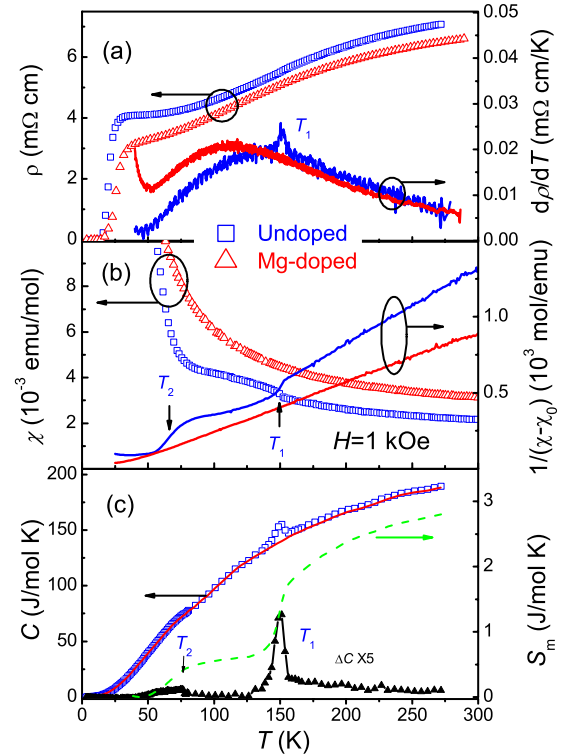 (a)
6
4
2
0
ρ (mΩ cm)
0.05
0.04
0.03
0.02
0.01
0.00
dρ/dT (mΩ cm/K)
T1
Undoped
Mg-doped
(b)
8
6
4
2
χ (10⁻³ emu/mol)
1.0
0.5
1/(χ-χ0) (10³ mol/emu)
T2
T1
H=1 kOe
(c)
200
150
100
50
0
C (J/mol K)
3
2
1
0
Sm (J/mol K)
T2
T1
ΔC X5
0 50 100 150 200 250 300
T (K)